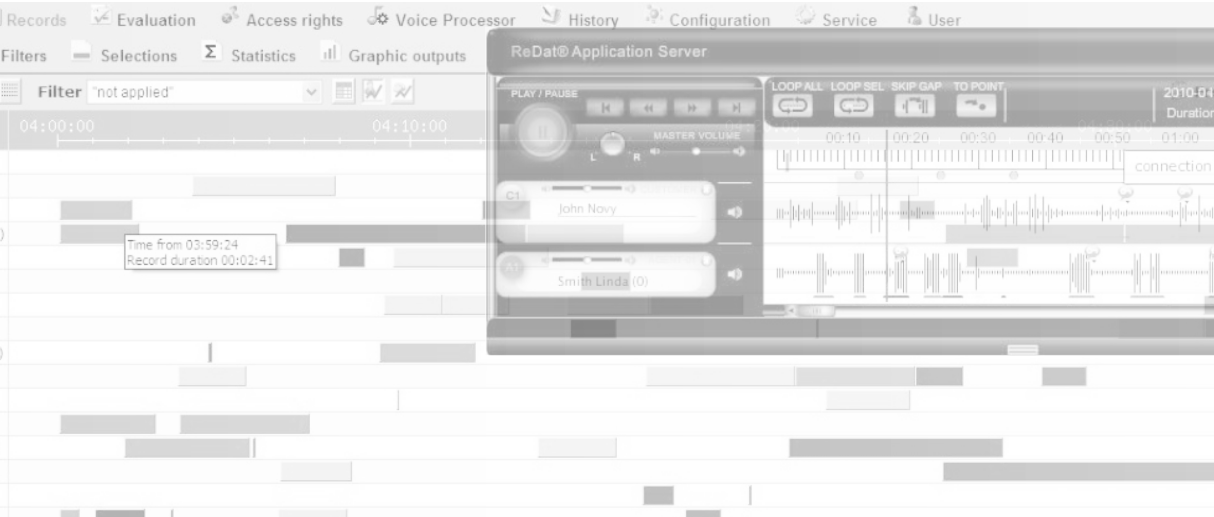 Records Evaluation Access rights Voice Processor History Configuration Service User
Filters Selections Σ Statistics Graphic outputs
ReDat® Application Server
Filter "not applied"
PLAY / PAUSE
LOOP ALL LOOP SEL SKIP GAP TO POINT
2010-04
Duration
04:00:00 04:10:00
MASTER VOLUME
L R
00:10 00:20 00:30 00:40 00:50 01:00
connection
C1
John Novy
Time from 03:59:24
Record duration 00:02:41
A1
Smith Linda (0)